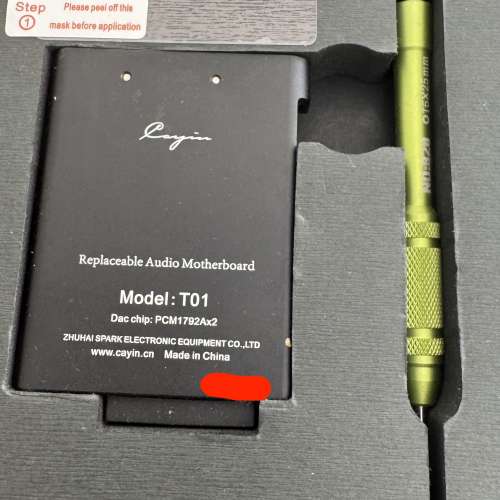 Step
1
Please peel off this
mask before application
Cayin
Replaceable Audio Motherboard
Model: T01
Dac chip: PCM1792Ax2
ZHUHAI SPARK ELECTRONIC EQUIPMENT CO.,LTD
www.cayin.cn Made in China